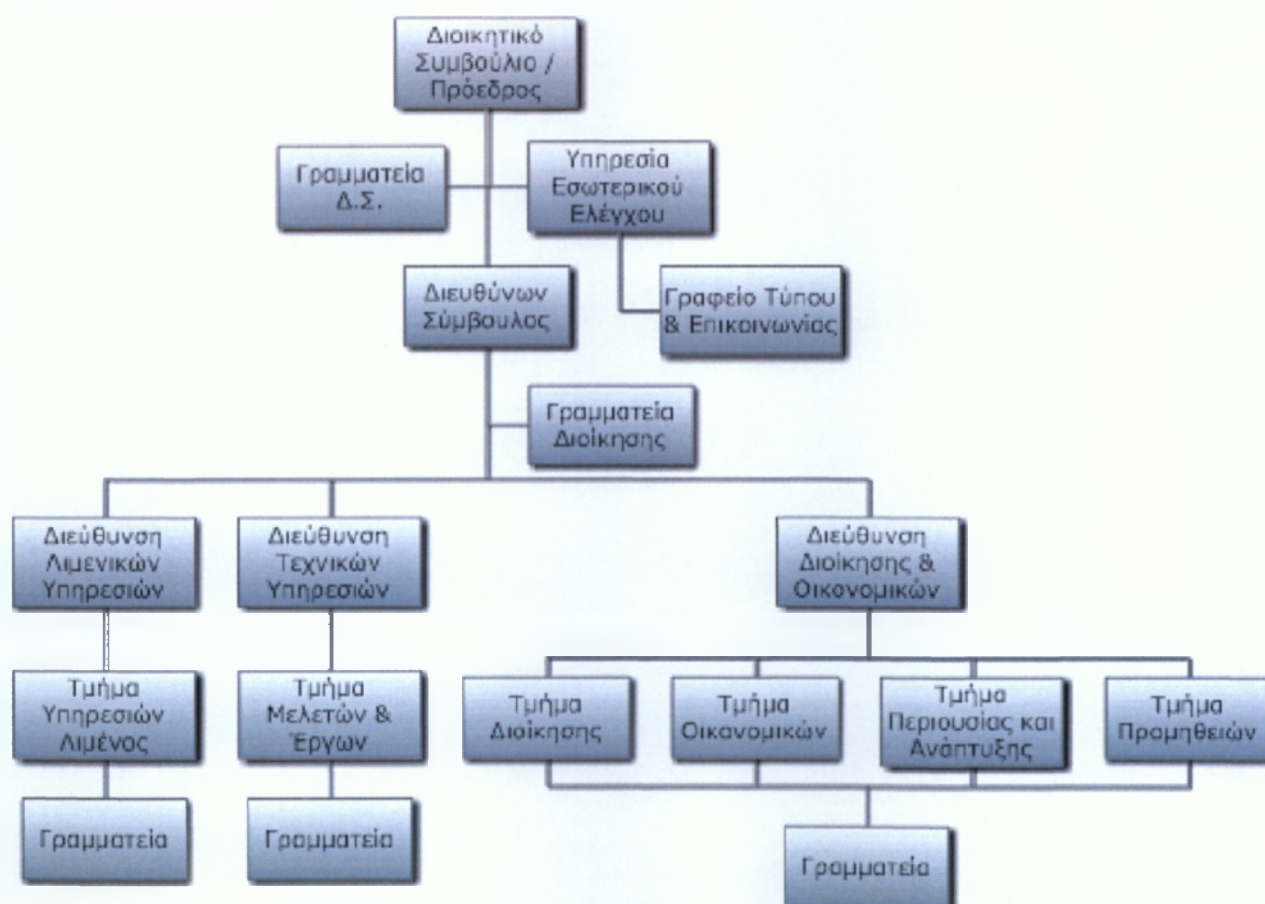 Διοικητικό
Συμβούλιο /
Πρόεδρος
Γραμματεία
Δ.Σ.
Υπηρεσία
Εσωτερικού
Ελέγχου
Διευθύνων
Σύμβουλος
Γραφείο Τύπου
& Επικοινωνίας
Γραμματεία
Διοίκησης
Διεύθυνση
Λιμενικών
Υπηρεσιών
Διεύθυνση
Τεχνικών
Υπηρεσιών
Διεύθυνση
Διοίκησης &
Οικονομικών
Τμήμα
Υπηρεσιών
Λιμένος
Τμήμα
Μελετών &
Έργων
Τμήμα
Διοίκησης
Τμήμα
Οικονομικών
Τμήμα
Περιουσίας και
Ανάπτυξης
Τμήμα
Προμηθειών
Γραμματεία
Γραμματεία
Γραμματεία